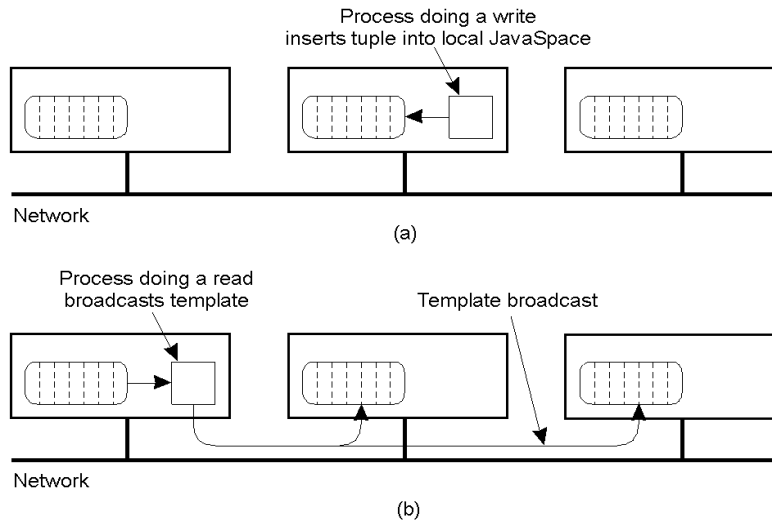 Process doing a write
inserts tuple into local JavaSpace
Network
(a)
Process doing a read
broadcasts template
Template broadcast
Network
(b)